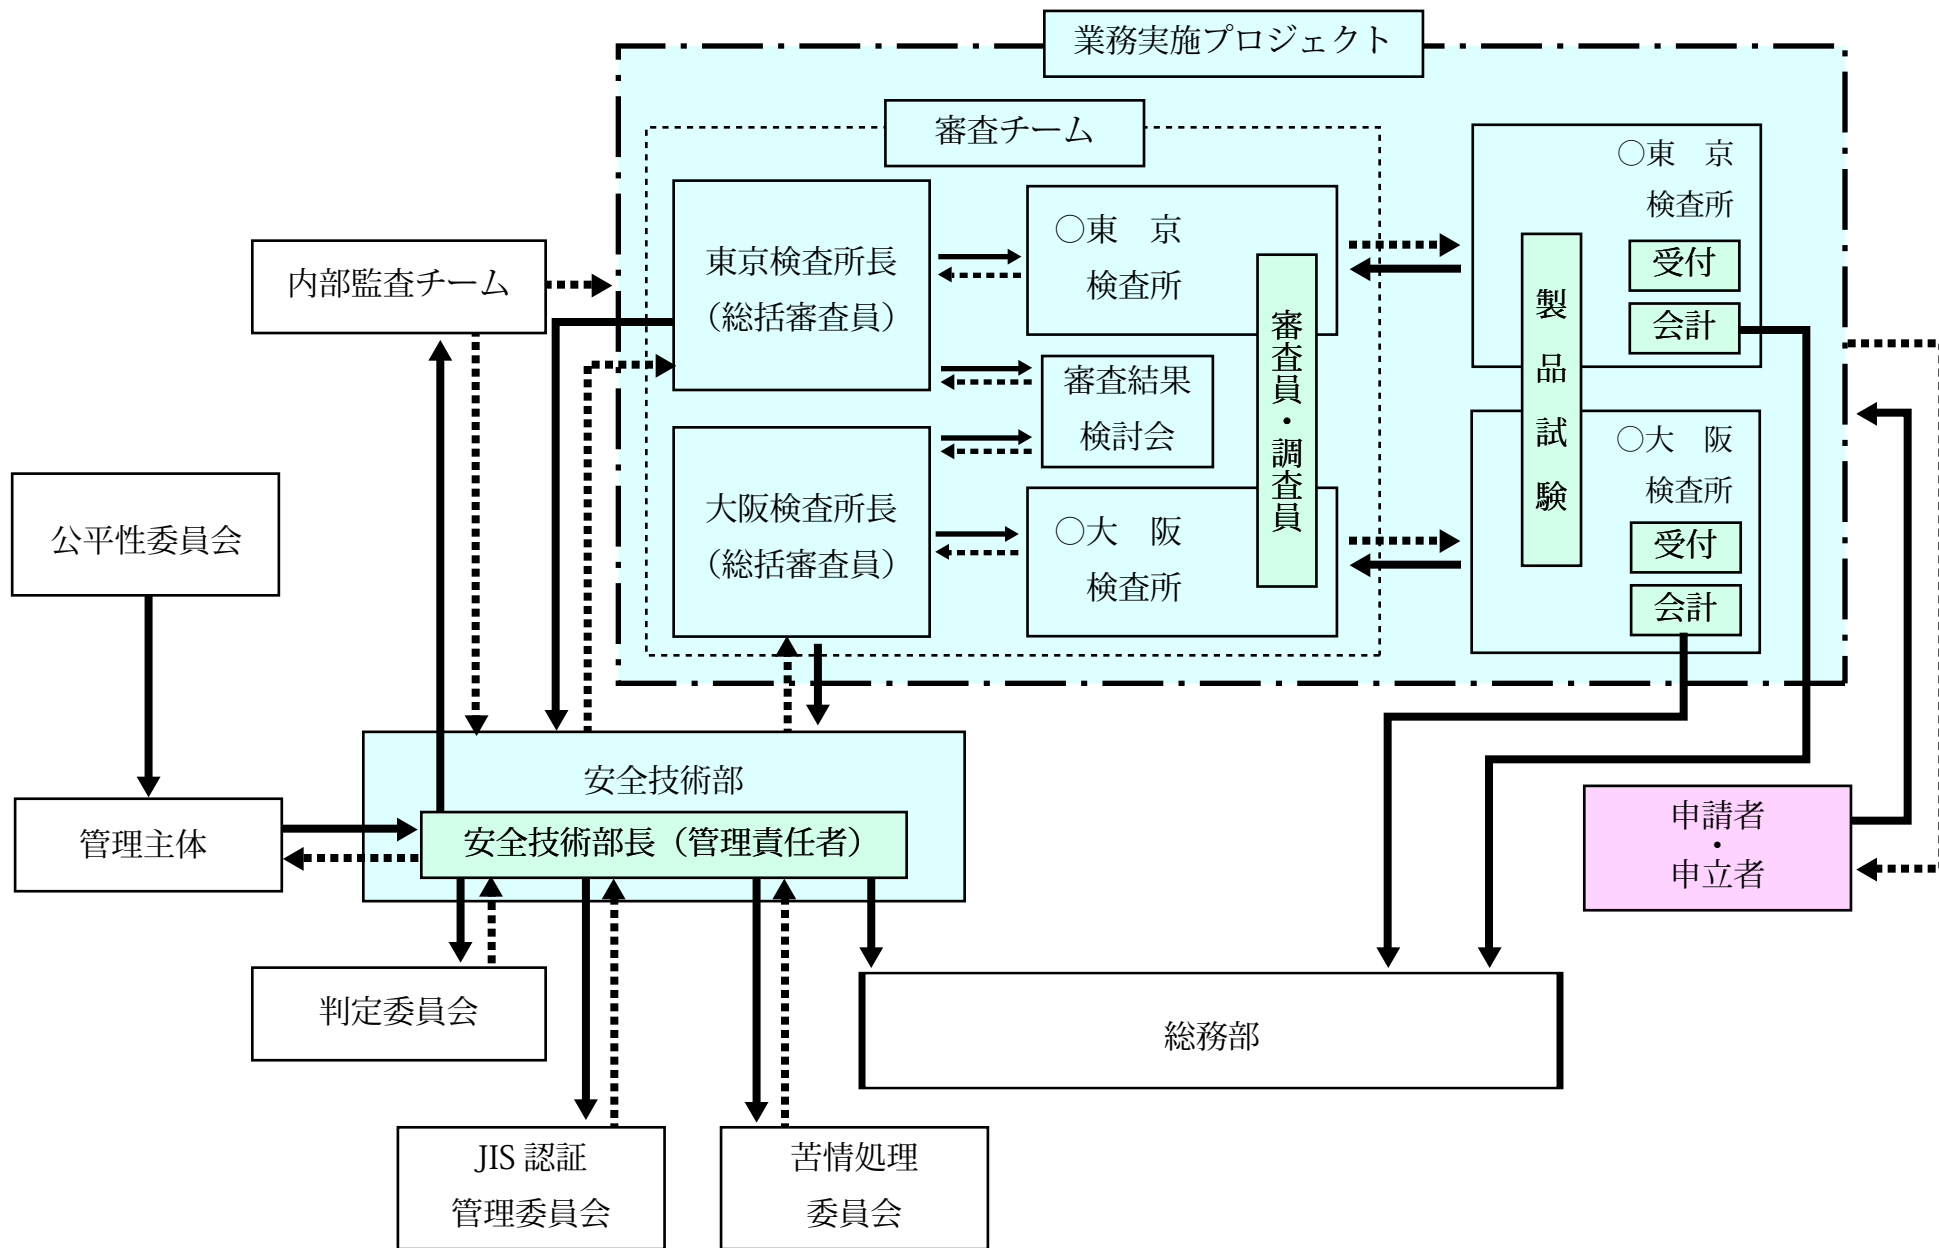 業務実施プロジェクト
審査チーム
東京検査所長
（総括審査員）
大阪検査所長
（総括審査員）
○東　京
検査所
審査結果
検討会
○大　阪
検査所
審査員・調査員
○東　京
検査所
受付
会計
製品試験
○大　阪
検査所
受付
会計
内部監査チーム
公平性委員会
管理主体
安全技術部
安全技術部長（管理責任者）
申請者
・
申立者
判定委員会
総務部
JIS 認証
管理委員会
苦情処理
委員会